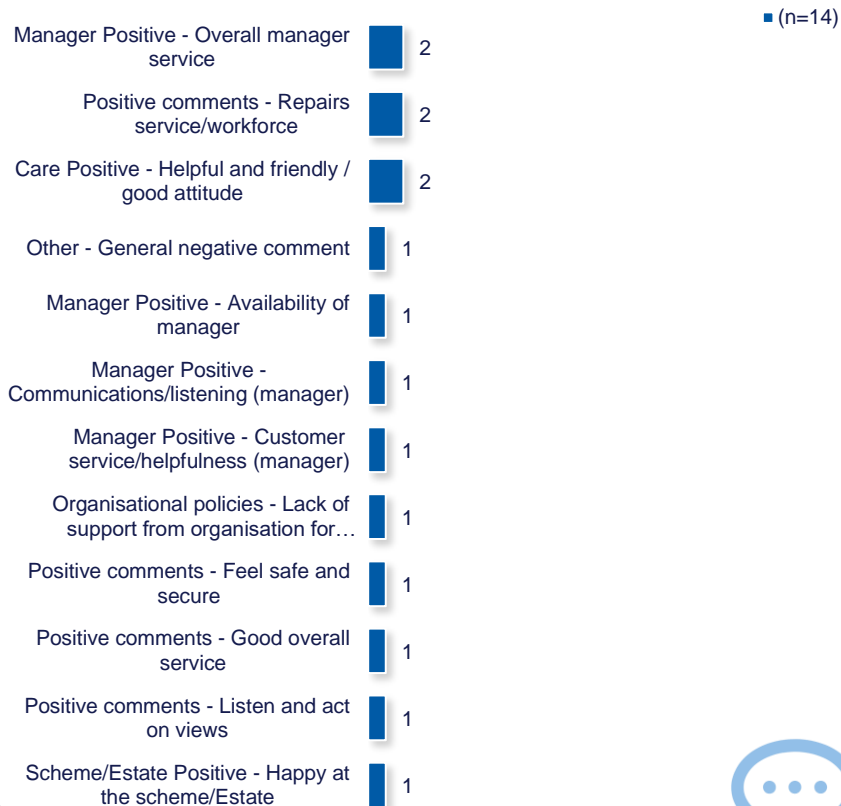 (n=14)
Manager Positive - Overall manager
service
2
Positive comments - Repairs
service/workforce
2
Care Positive - Helpful and friendly /
good attitude
2
Other - General negative comment
1
Manager Positive - Availability of
manager
1
Manager Positive -
Communications/listening (manager)
1
Manager Positive - Customer
service/helpfulness (manager)
1
Organisational policies - Lack of
support from organisation for…
1
Positive comments - Feel safe and
secure
1
Positive comments - Good overall
service
1
Positive comments - Listen and act
on views
1
Scheme/Estate Positive - Happy at
the scheme/Estate
1